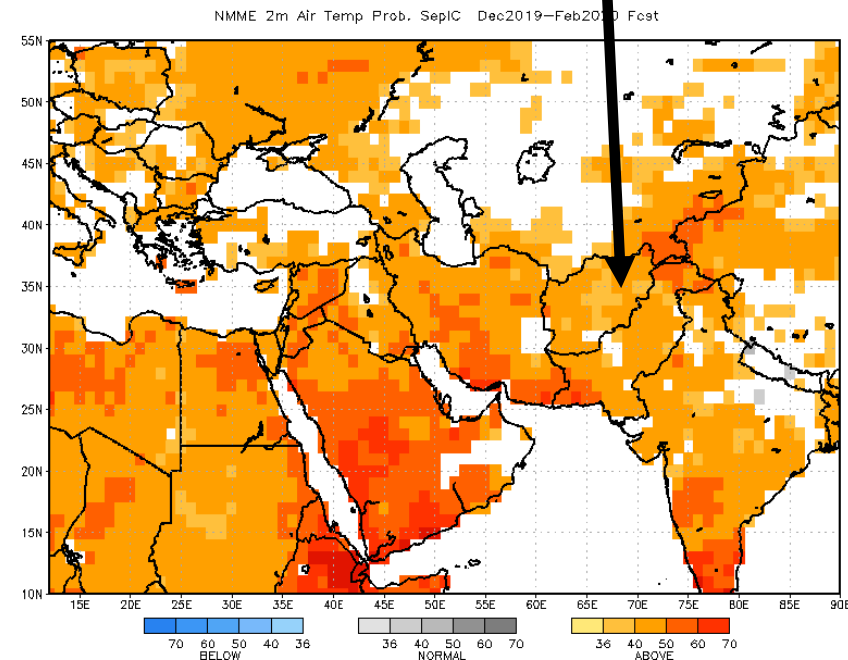 NMME 2m Air Temp Prob. SepIC Dec2019-Feb2020 Fcst
55N
50N
45N
40N
35N
30N
25N
20N
15N
10N
15E 20E 25E 30E 35E 40E 45E 50E 55E 60E 65E 70E 75E 80E 85E 90E
70 60 50 40 36
BELOW
36 40 50 60 70
NORMAL
36 40 50 60 70
ABOVE